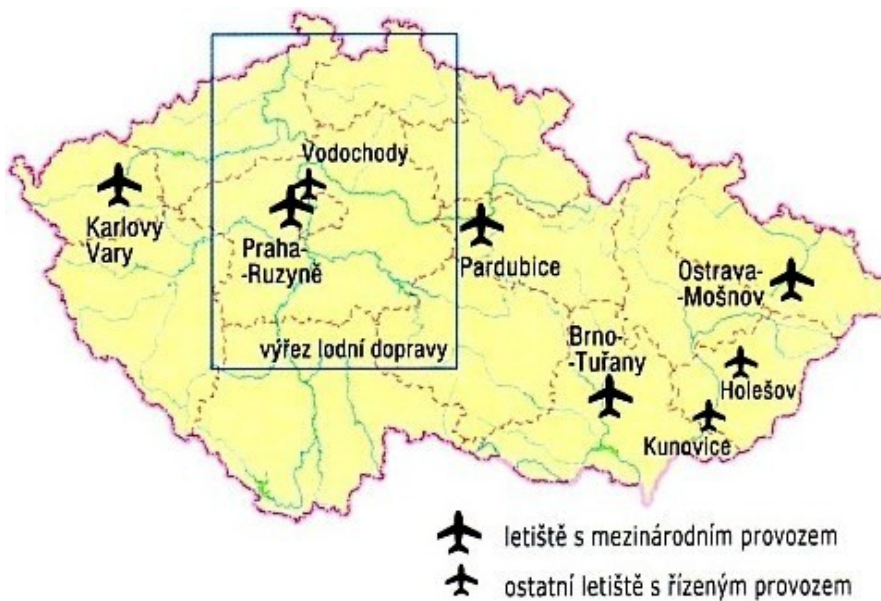 Vodochody
Karlovy
Vary
Praha-
-Ruzyně
Pardubice
Ostrava-
-Mošnov
výřez lodní dopravy
Brno-
-Tuřany
Holešov
Kunovice
letiště s mezinárodním provozem
ostatní letiště s řízeným provozem